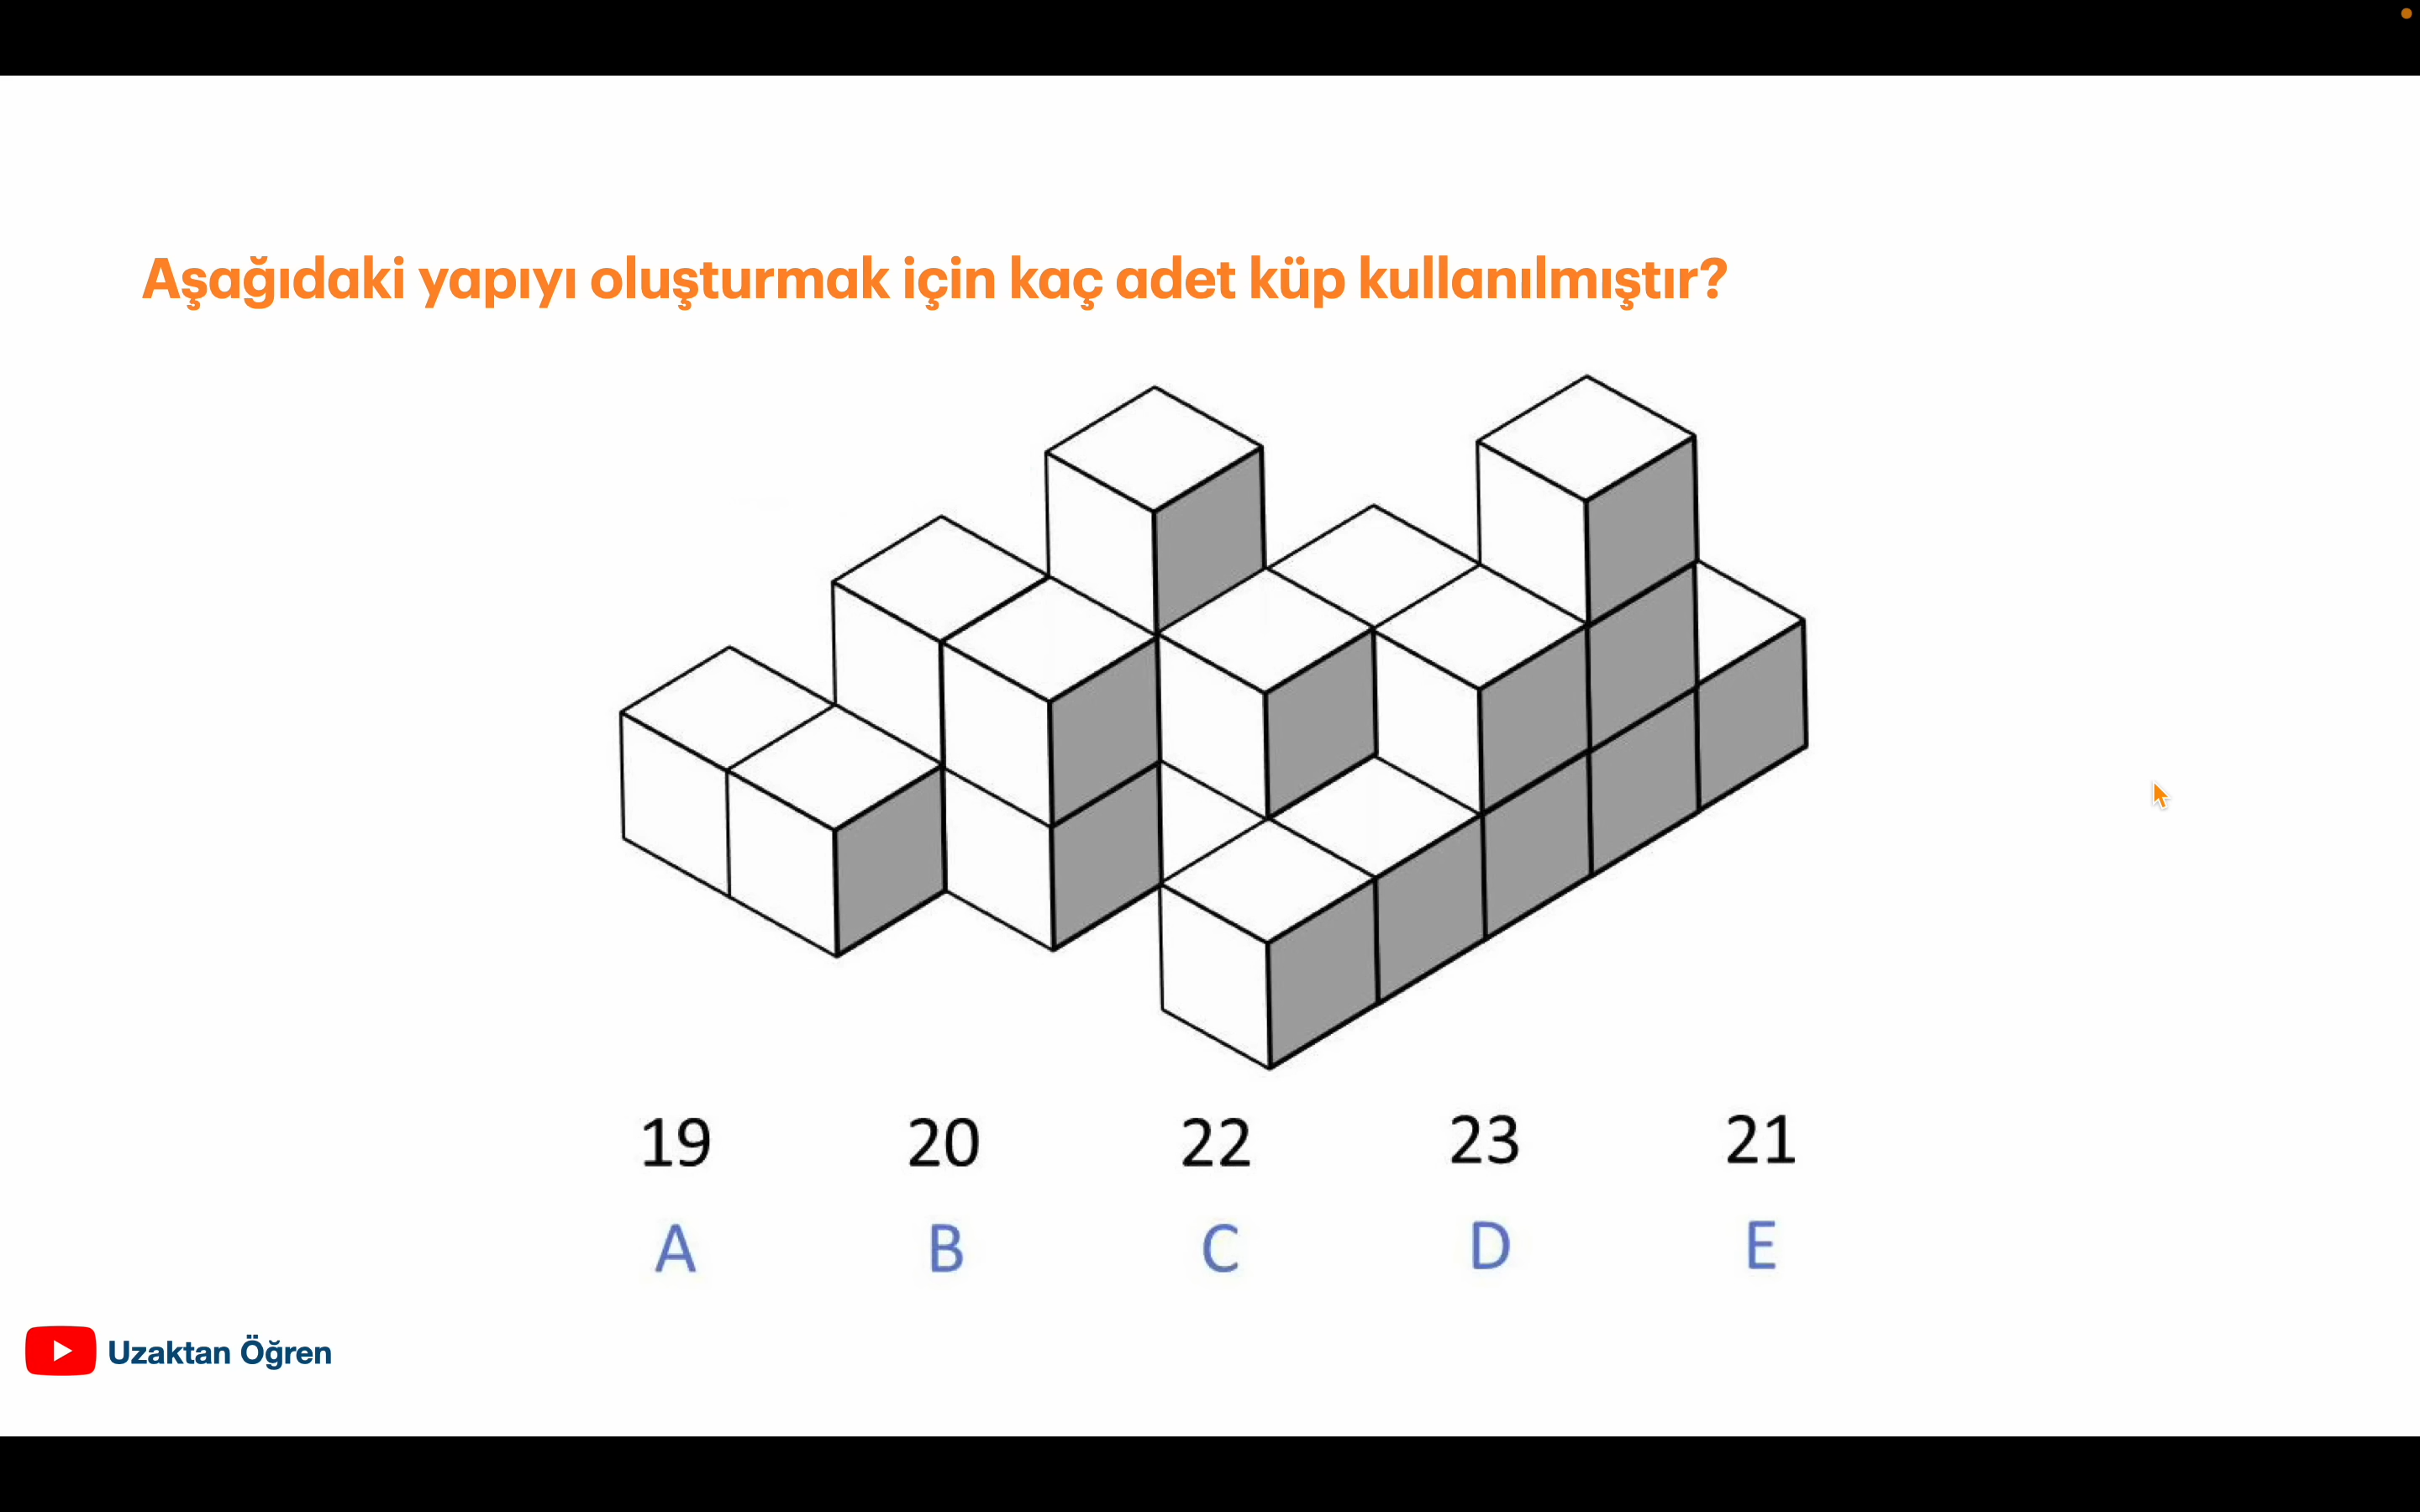 Aşağıdaki yapıyı oluşturmak için kaç adet küp kullanılmıştır?
19 20 22 23 21
A B C D E
Uzaktan Öğren